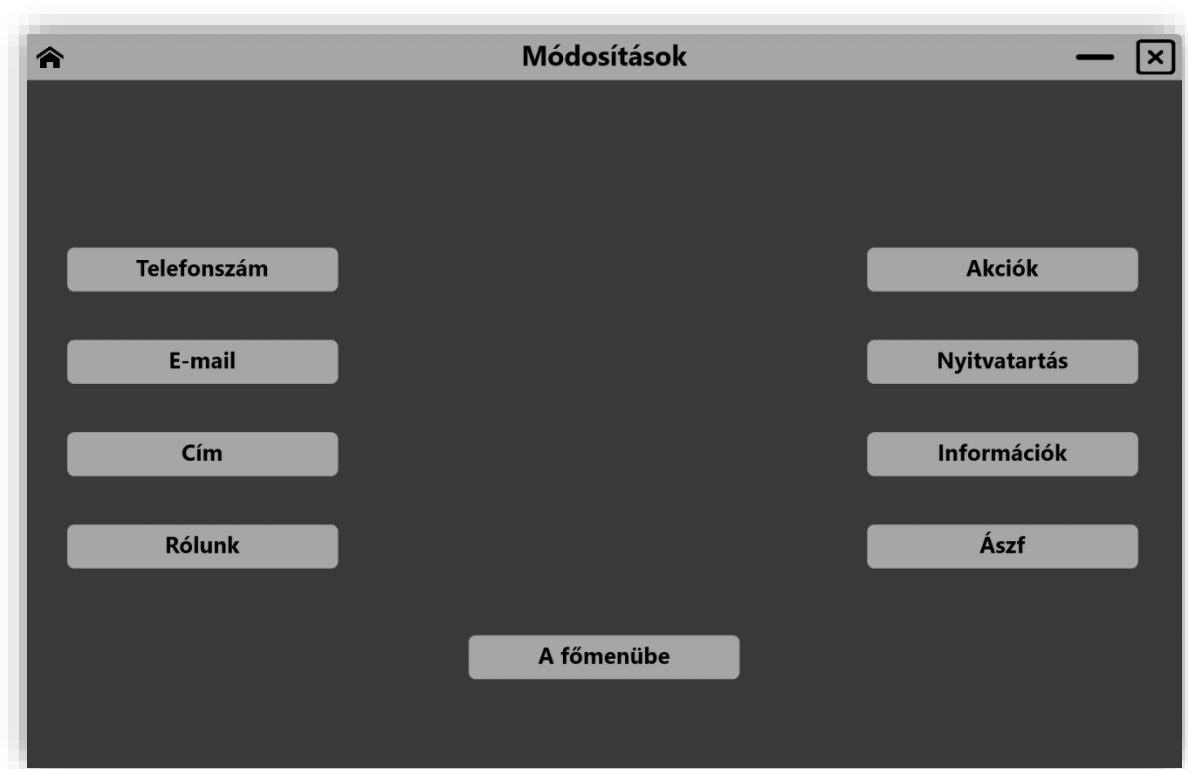 Módosítások
Telefonszám
Akciók
E-mail
Nyitvatartás
Cím
Információk
Rólunk
Ászf
A főmenübe